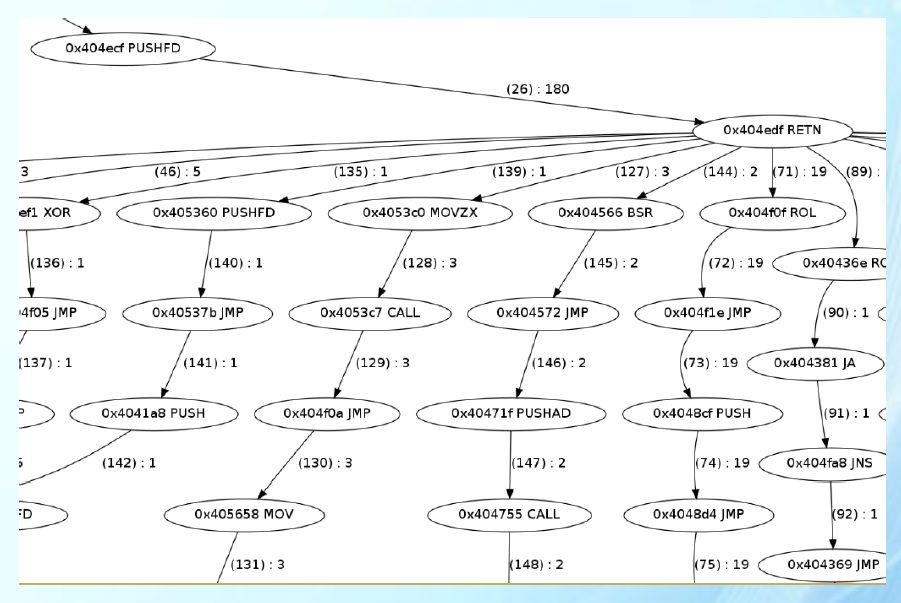 0x404ecf PUSHFD
(26) : 180
0x404edf RETN
3 (46) : 5 (135) : 1 (139) : 1 (127) : 3 (144) : 2 (71) : 19 (89) :
ef1 XOR 0x405360 PUSHFD 0x4053c0 MOVZX 0x404566 BSR 0x404f0f ROL
(136) : 1 (140) : 1 (128) : 3 (145) : 2 (72) : 19 0x40436e RO
4f05 JMP 0x40537b JMP 0x4053c7 CALL 0x404572 JMP 0x404f1e JMP (90) : 1
(137) : 1 (141) : 1 (129) : 3 (146) : 2 (73) : 19 0x404381 JA
P 0x4041a8 PUSH 0x404f0a JMP 0x40471f PUSHAD 0x4048cf PUSH (91) : 1
(142) : 1 (130) : 3 (147) : 2 (74) : 19 0x404fa8 JNS
FD 0x405658 MOV 0x404755 CALL 0x4048d4 JMP (92) : 1
(131) : 3 (148) : 2 (75) : 19 0x404369 JMP